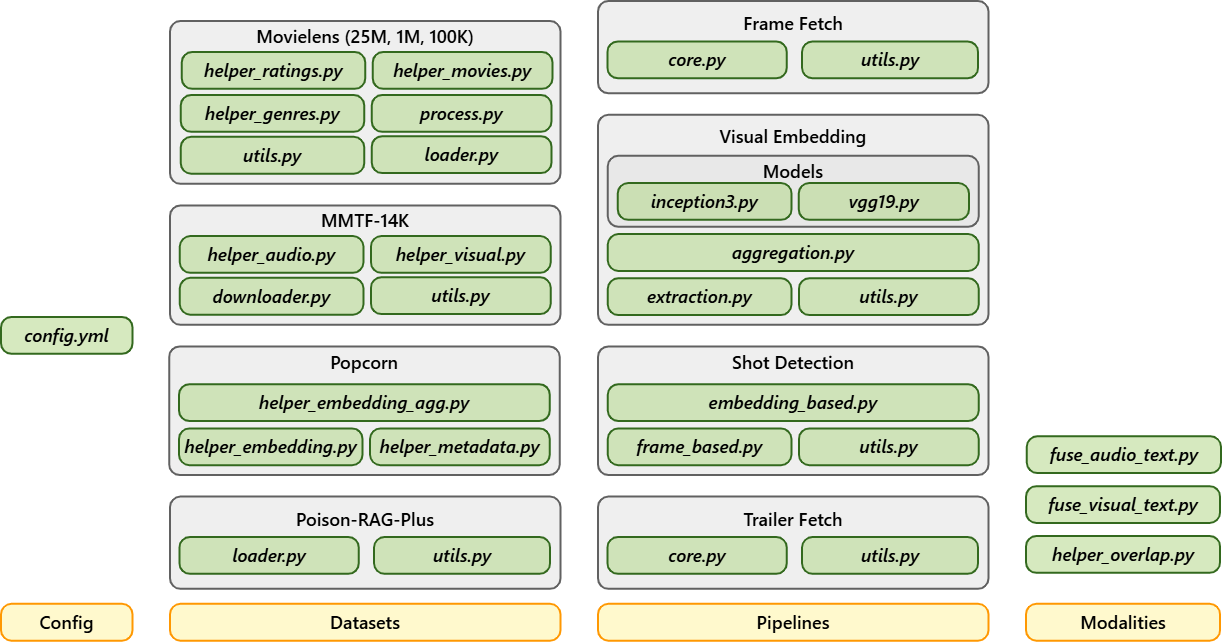 config.yml
Config
Movielens (25M, 1M, 100K)
helper_ratings.py
helper_movies.py
helper_genres.py
process.py
utils.py
loader.py
MMTF-14K
helper_audio.py
helper_visual.py
downloader.py
utils.py
Popcorn
helper_embedding_agg.py
helper_embedding.py
helper_metadata.py
Poison-RAG-Plus
loader.py
utils.py
Datasets
Frame Fetch
core.py
utils.py
Visual Embedding
Models
inception3.py
vgg19.py
aggregation.py
extraction.py
utils.py
Shot Detection
embedding_based.py
frame_based.py
utils.py
Trailer Fetch
core.py
utils.py
Pipelines
fuse_audio_text.py
fuse_visual_text.py
helper_overlap.py
Modalities